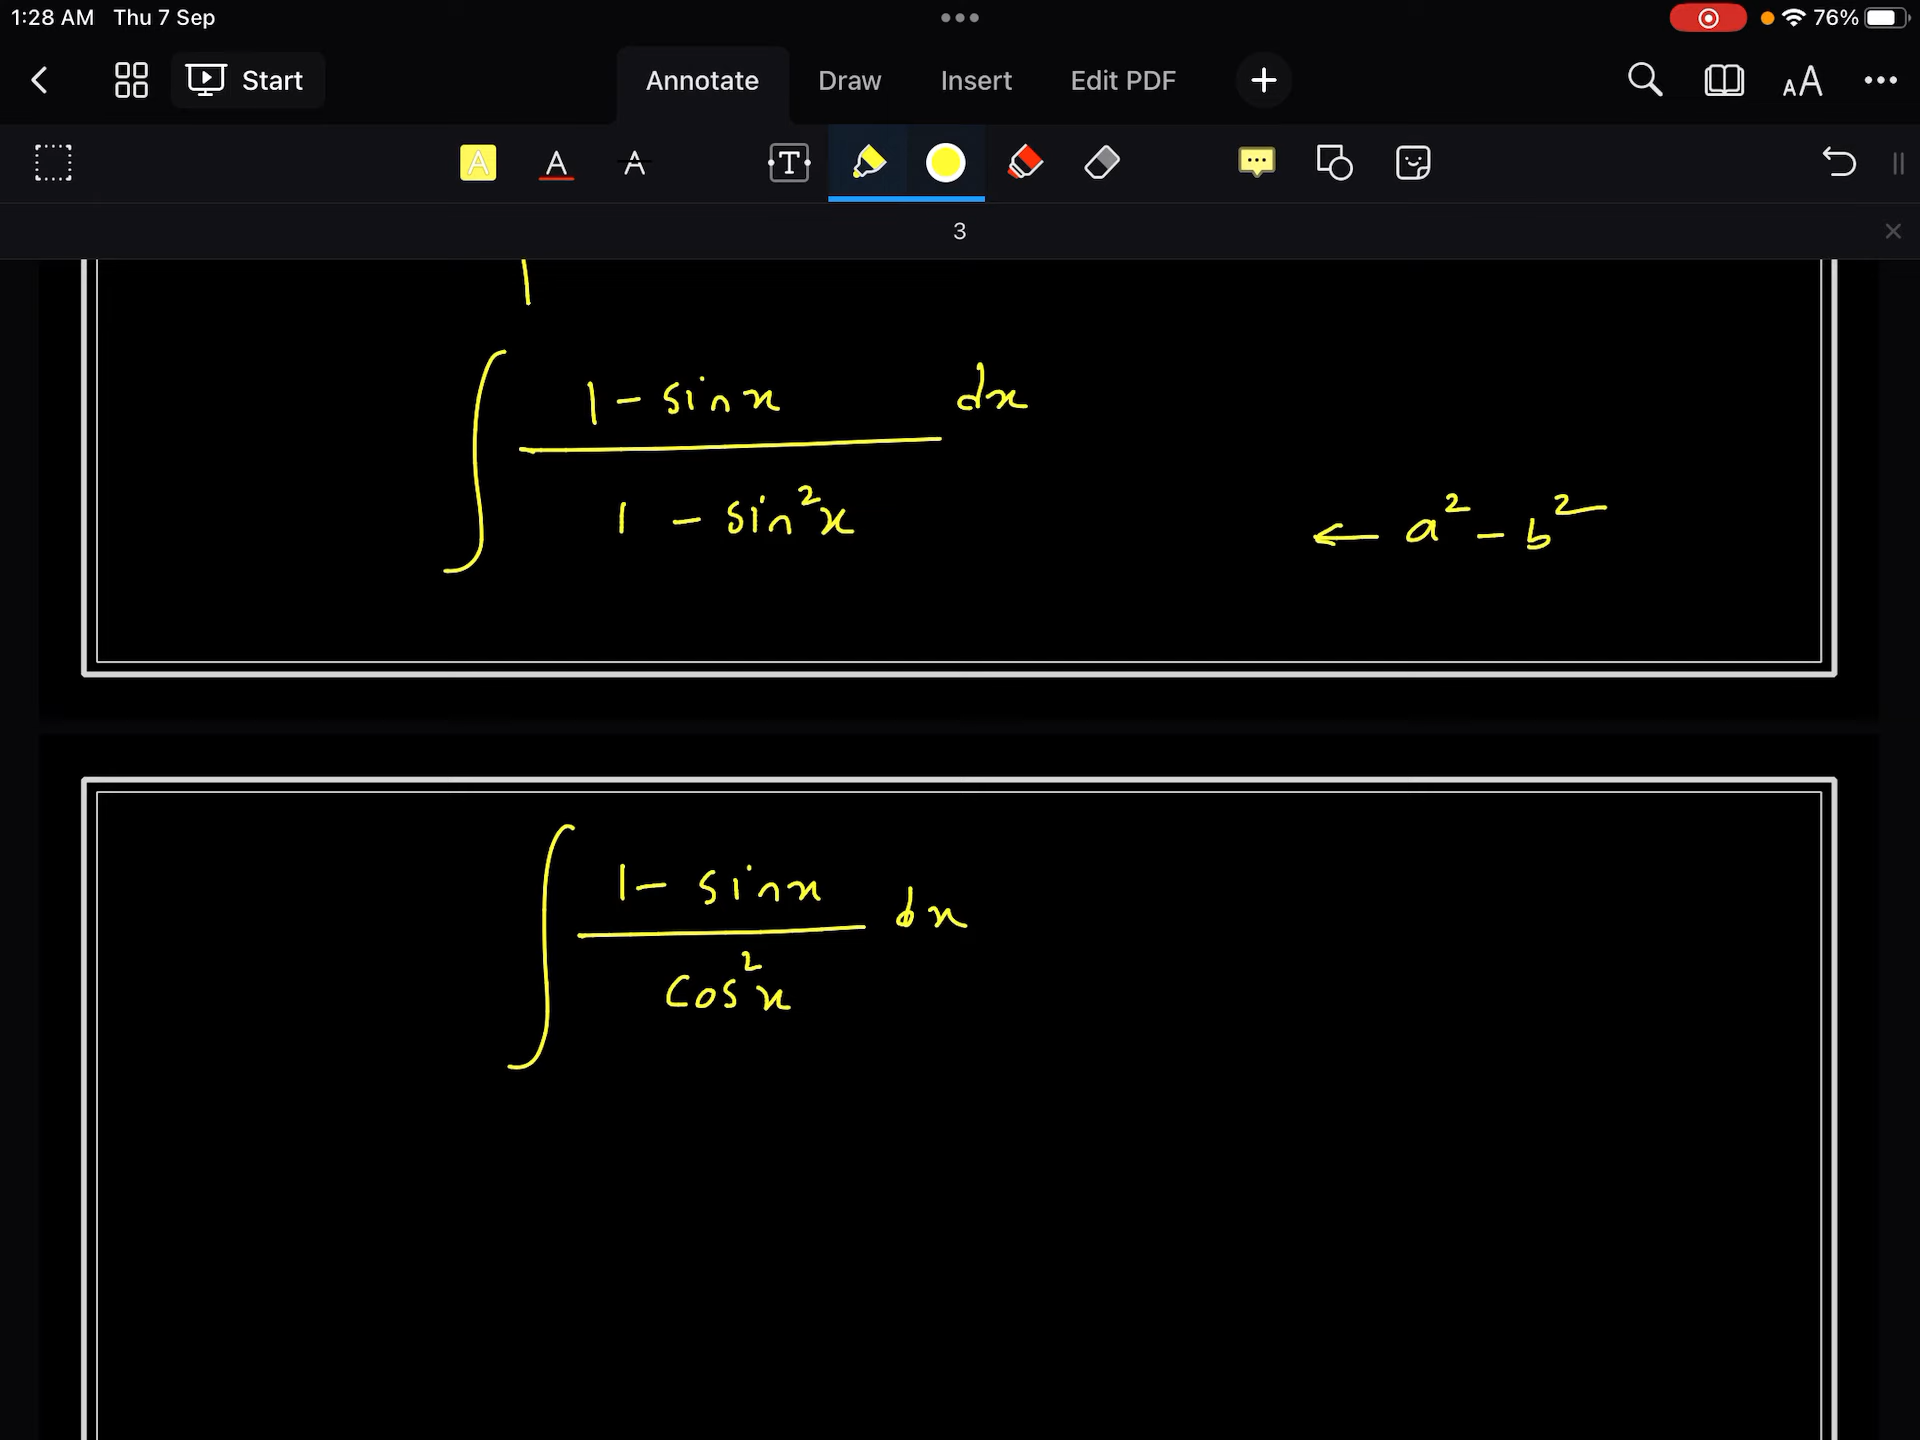 1:28 AM Thu 7 Sep 76%
Start Annotate Draw Insert Edit PDF AA
A A A T
3
∫ 1 - sin x / 1 - sin²x dx
← a² - b²
∫ 1 - sin x / cos²x dx